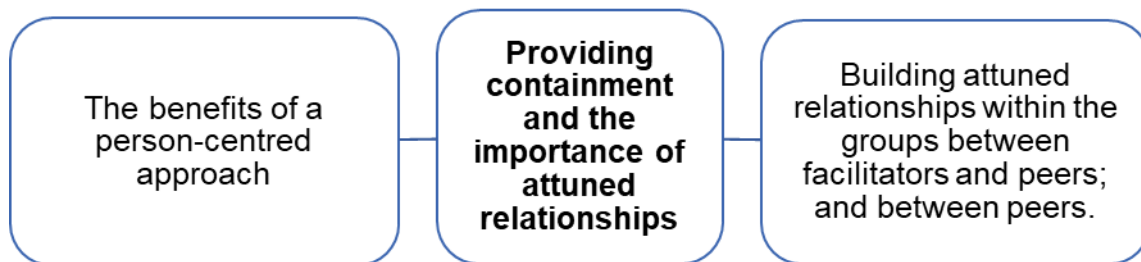 The benefits of a
person-centred
approach
Providing
containment
and the
importance of
attuned
relationships
Building attuned
relationships within the
groups between
facilitators and peers;
and between peers.